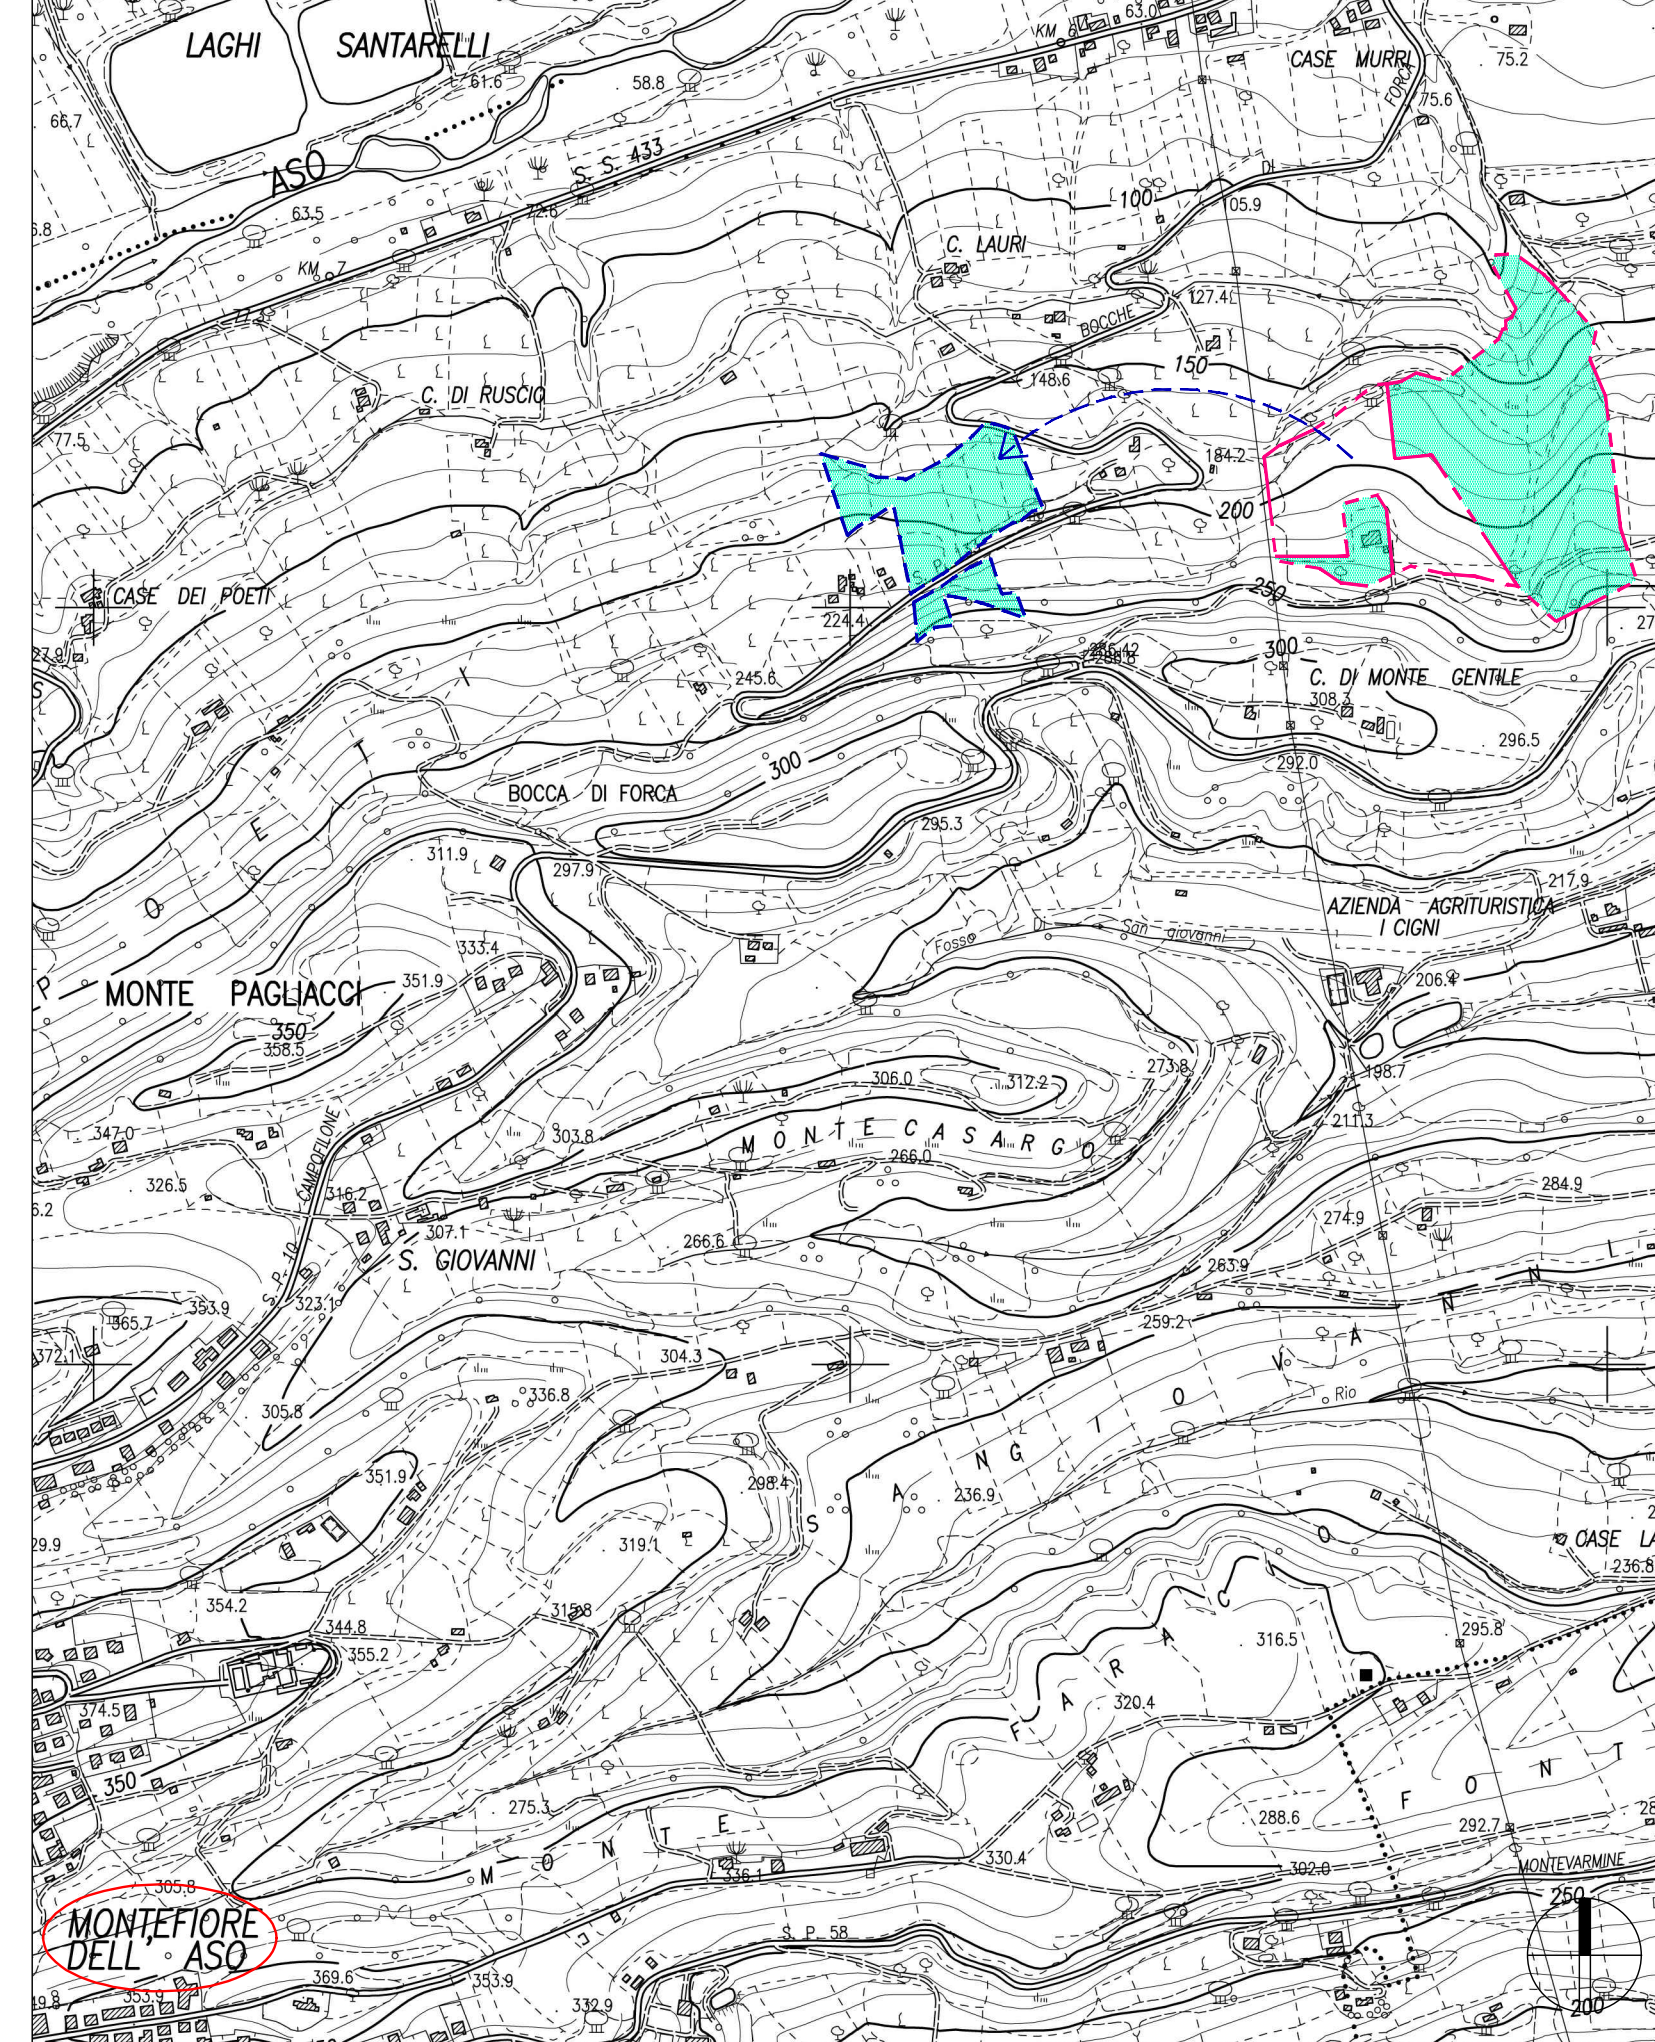 LAGHI SANTARELLI
63.0
KM 6
CASE MURRI
75.2
61.6
58.8
FORCA
75.6
66.7
S. S. 433
ASO
DI
100
105.9
63.5
72.6
C. LAURI
KM 7
127.4
BOCCHE
150
148.6
C. DI RUSCIO
77.5
184.2
200
S. P.
250
CASE DEI POETI
224.4
300
286.42
245.6
C. DI MONTE GENTILE
308.3
296.5
300
292.0
BOCCA DI FORCA
295.3
311.9
297.9
217.9
AZIENDA AGRITURISTICA
I CIGNI
Fosso Di San giovanni
333.4
351.9
206.4
MONTE PAGLIACCI
350
358.5
273.8
306.0
312.2
198.7
CAMPOFILONE
347.0
303.8
211.3
MONTE CASARGO
266.0
326.5
316.2
284.9
307.1
274.9
266.6
S. GIOVANNI
S. P. 10
263.9
353.9
323.1
365.7
259.2
372.1
304.3
336.8
Rio
305.8
351.9
298.4
236.9
MONTE S A N G I O V A N N I
319.1
29.9
CASE LA
236.8
354.2
315.8
344.8
295.8
316.5
355.2
374.5
320.4
F A R A C O
350
275.3
288.6
292.7
F O N T
330.4
336.1
302.0
MONTEVARMINE
305.8
250
MONTEFIORE
DELL' ASO
S. P. 58
369.6
353.9
353.9
332.9
200